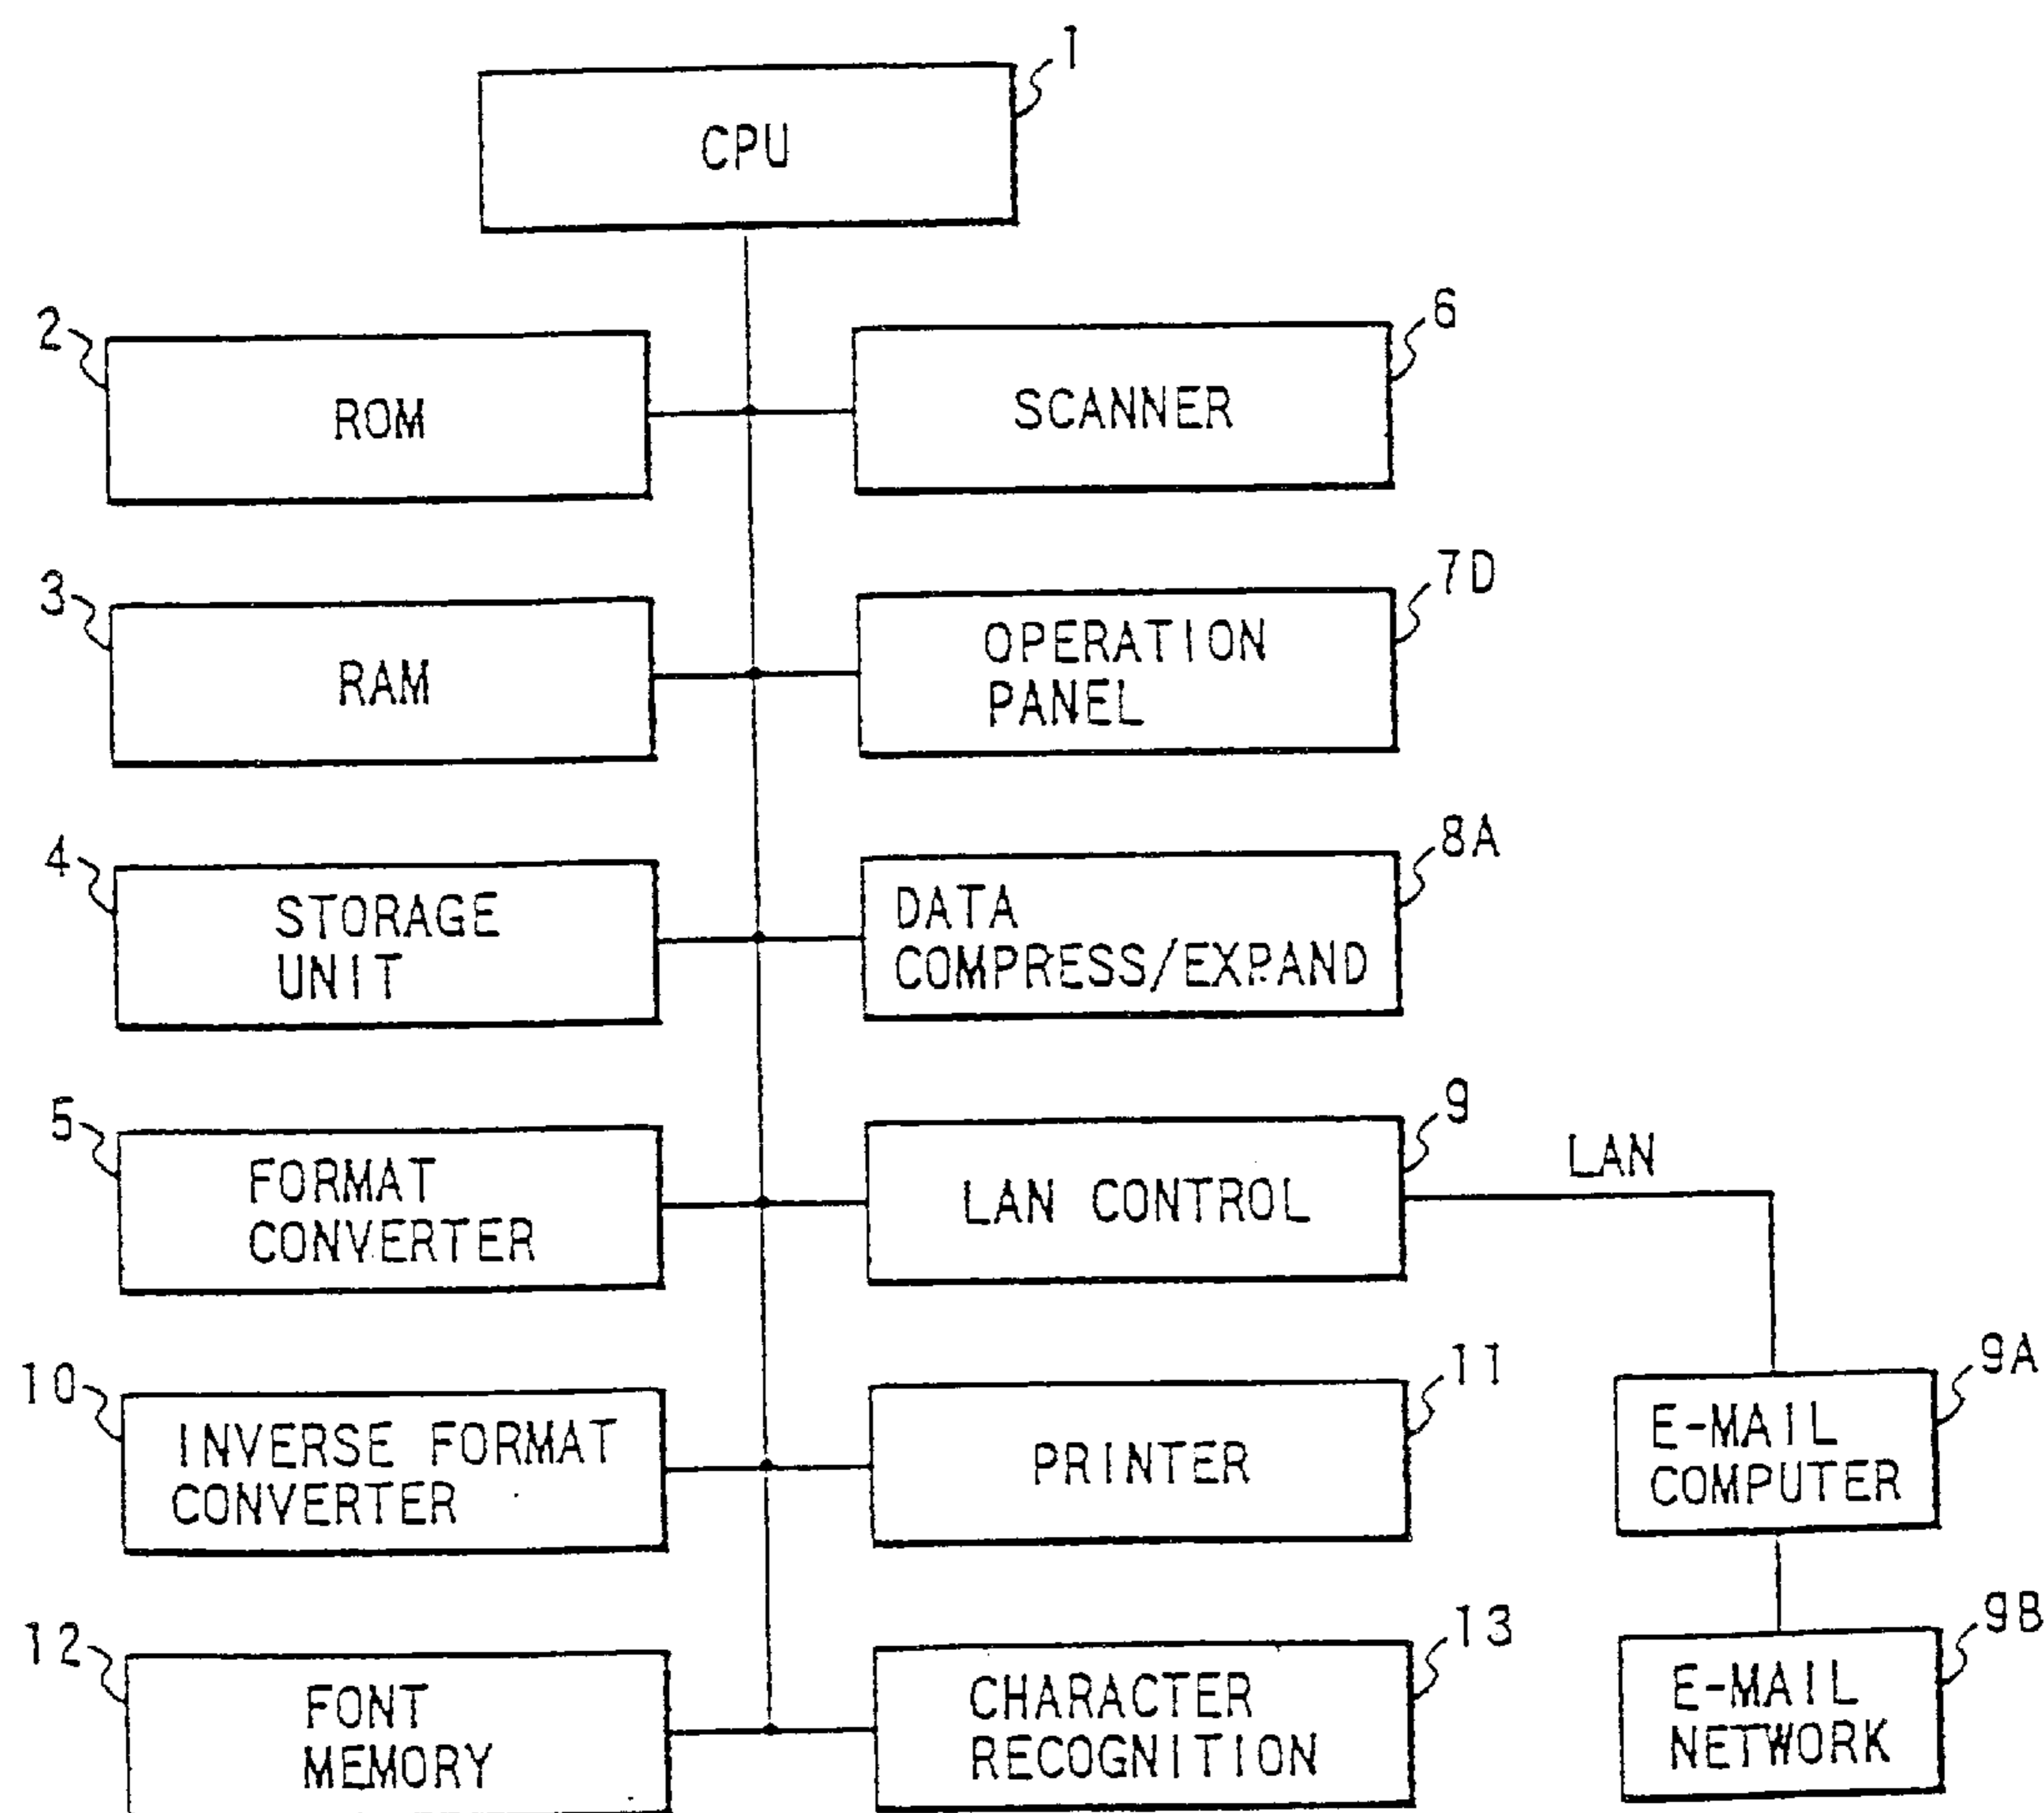 1
CPU
2
ROM
6
SCANNER
3
RAM
7D
OPERATION
PANEL
4
STORAGE
UNIT
8A
DATA
COMPRESS/EXPAND
5
FORMAT
CONVERTER
9
LAN CONTROL
LAN
10
INVERSE FORMAT
CONVERTER
11
PRINTER
9A
E-MAIL
COMPUTER
12
FONT
MEMORY
13
CHARACTER
RECOGNITION
9B
E-MAIL
NETWORK